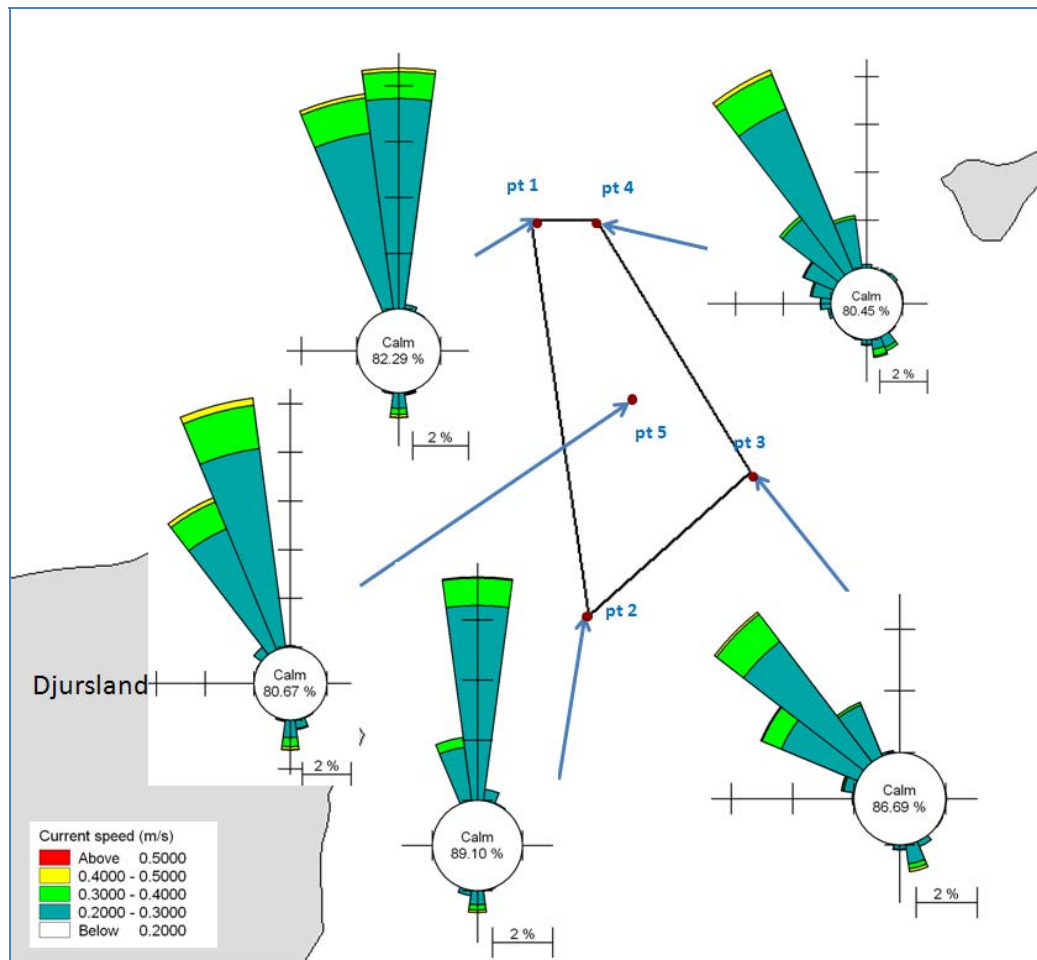 pt 1
pt 4
Calm
80.45 %
2 %
Calm
82.29 %
2 %
pt 5
pt 3
Djursland
Calm
80.67 %
2 %
pt 2
Calm
89.10 %
2 %
Calm
86.69 %
2 %
Current speed (m/s)
Above 0.5000
0.4000 - 0.5000
0.3000 - 0.4000
0.2000 - 0.3000
Below 0.2000